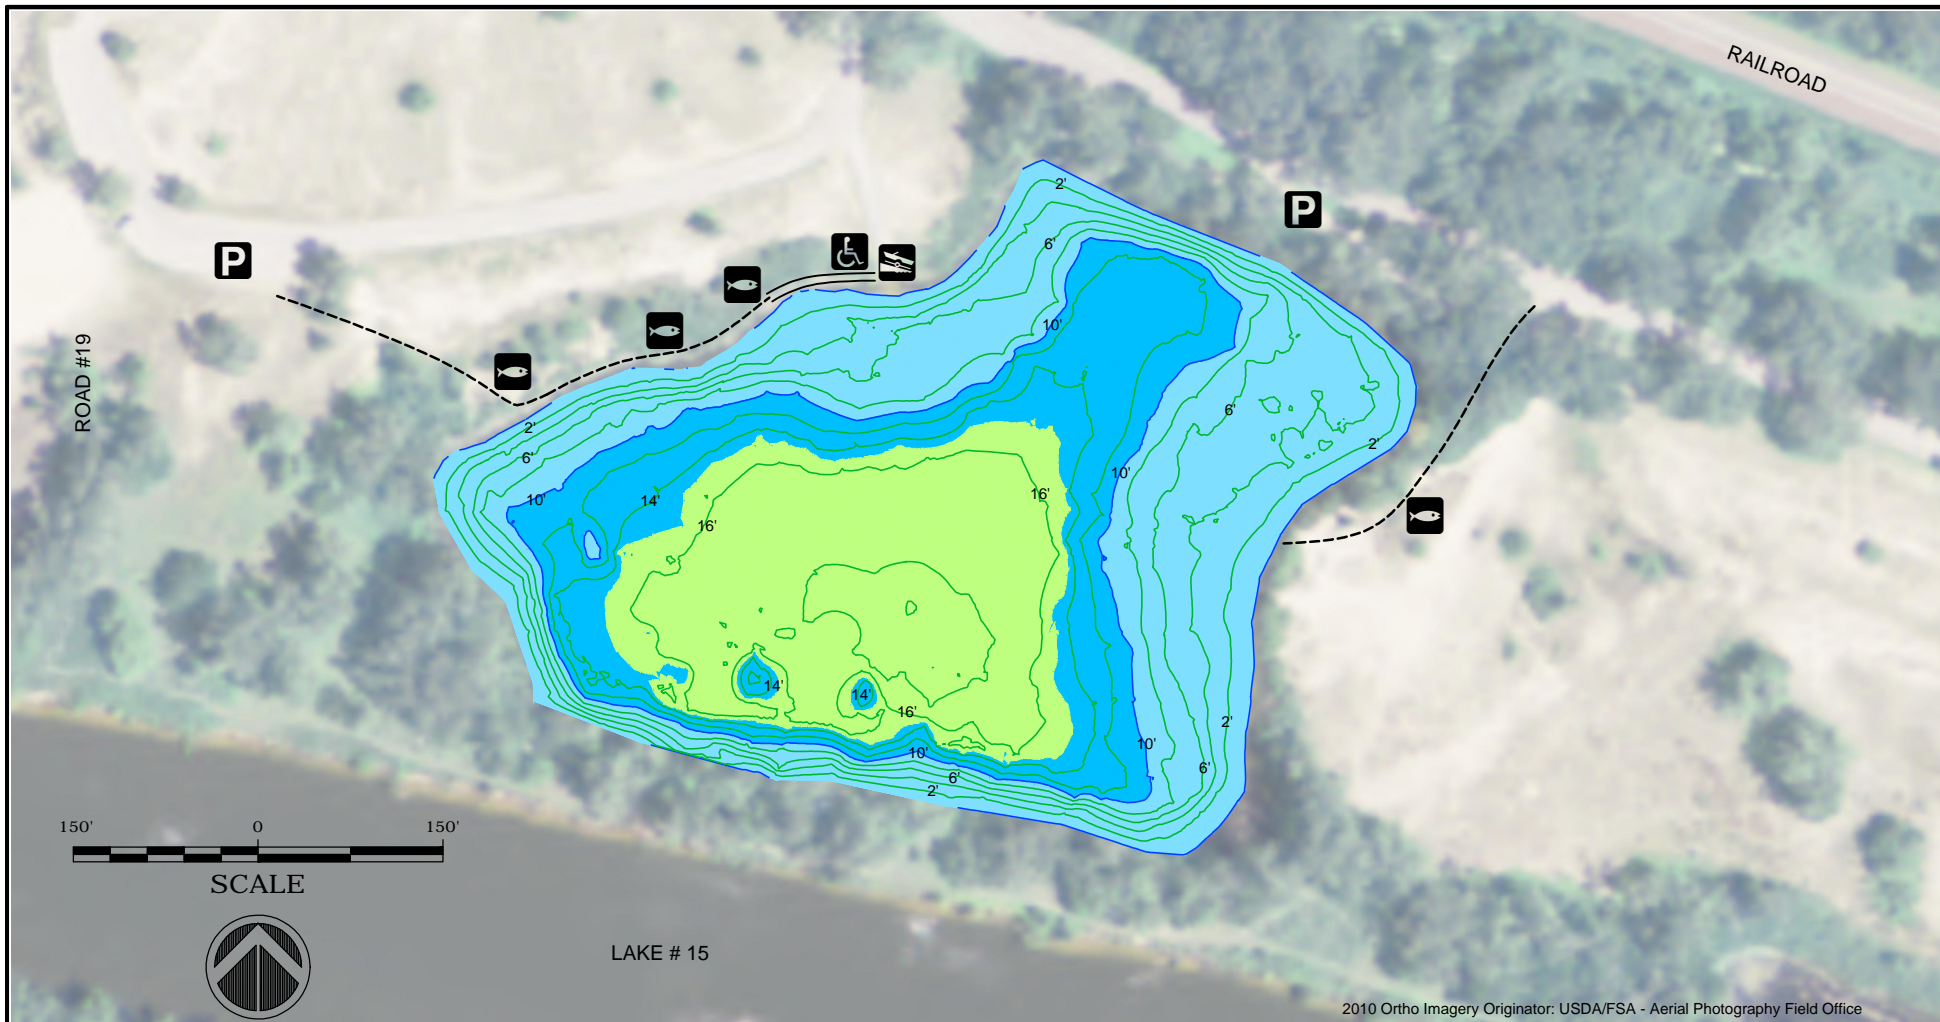 RAILROAD
2'
P
6'
P
10'
ROAD #19
6'
2'
2'
6'
10'
10'
14'
16'
16'
14'
14'
16'
2'
10'
10'
6'
6'
2'
150' 0 150'
SCALE
LAKE # 15
2010 Ortho Imagery Originator: USDA/FSA - Aerial Photography Field Office